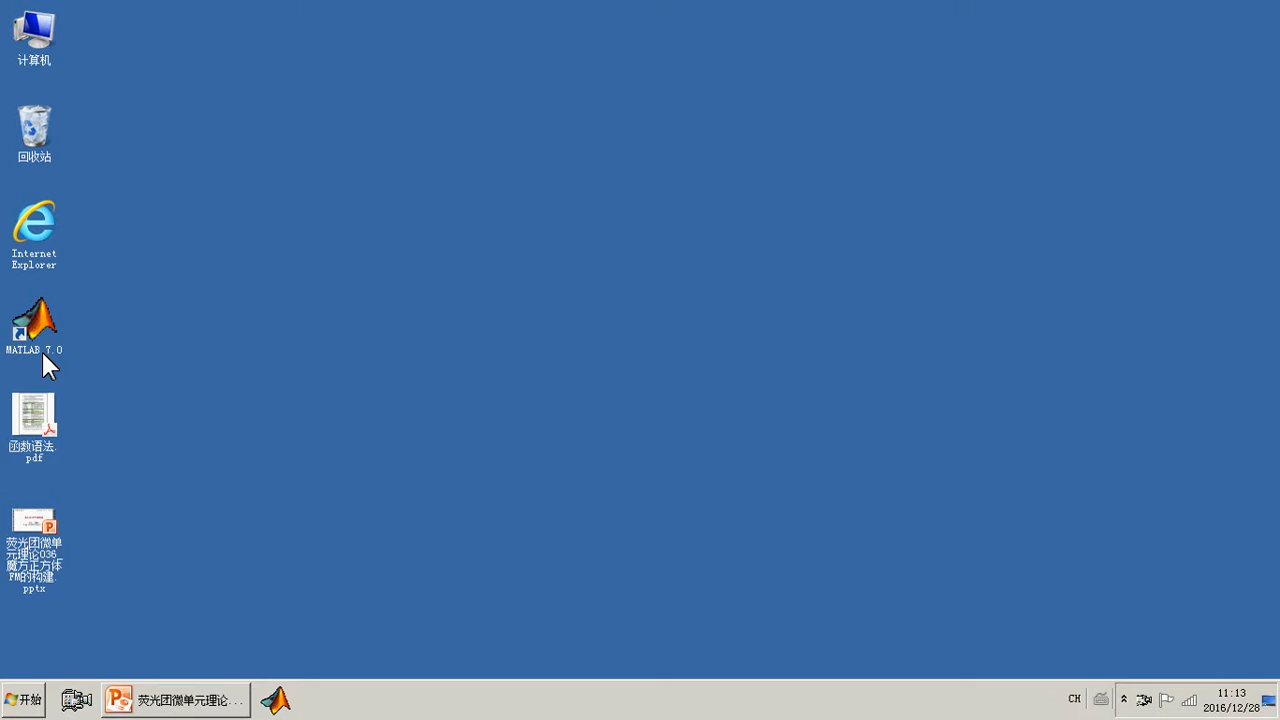 计算机
回收站
Internet
Explorer
MATLAB 7.0
函数语法.
pdf
荧光团微单
元理论036_
魔方正方体
FM的构建.
pptx
开始
荧光团微单元理论...
CH
11:13
2016/12/28